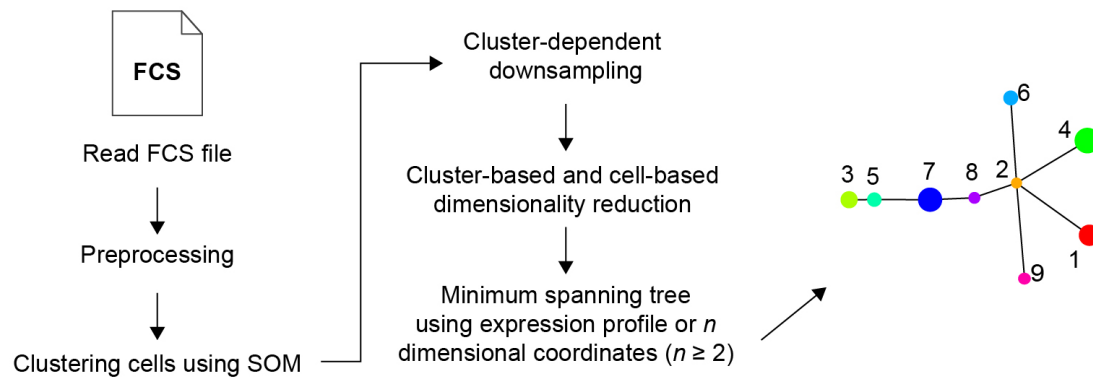 FCS
Read FCS file
Preprocessing
Clustering cells using SOM
Cluster-dependent
downsampling
Cluster-based and cell-based
dimensionality reduction
Minimum spanning tree
using expression profile or n
dimensional coordinates (n ≥ 2)
6
4
3 5 7 8 2
1
9